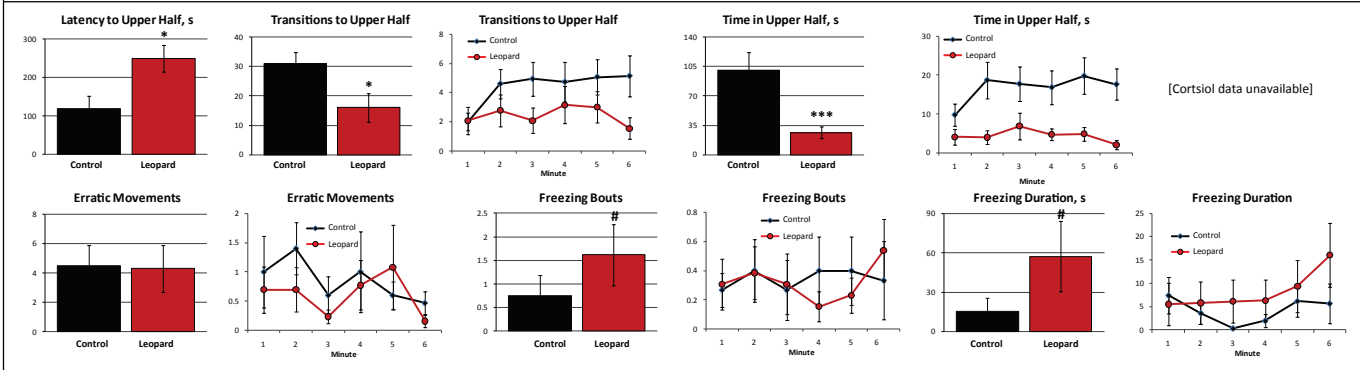 Latency to Upper Half, s
300
200
100
0
*
Control Leopard
Transitions to Upper Half
40
30
20
10
0
*
Control Leopard
Transitions to Upper Half
8
6
4
2
0
Control
Leopard
1 2 3 4 5 6
Minute
Time in Upper Half, s
140
105
70
35
0
***
Control Leopard
Time in Upper Half, s
30
20
10
0
Control
Leopard
1 2 3 4 5 6
Minute
[Cortsiol data unavailable]
Erratic Movements
8
6
4
2
0
Control Leopard
Erratic Movements
2
1.5
1
0.5
0
Control
Leopard
1 2 3 4 5 6
Minute
Freezing Bouts
2.5
2
1.5
1
0.5
0
#
Control Leopard
Freezing Bouts
0.8
0.6
0.4
0.2
0
Control
Leopard
1 2 3 4 5 6
Minute
Freezing Duration, s
90
60
30
0
#
Control Leopard
Freezing Duration
25
20
15
10
5
0
Control
Leopard
1 2 3 4 5 6
Minute